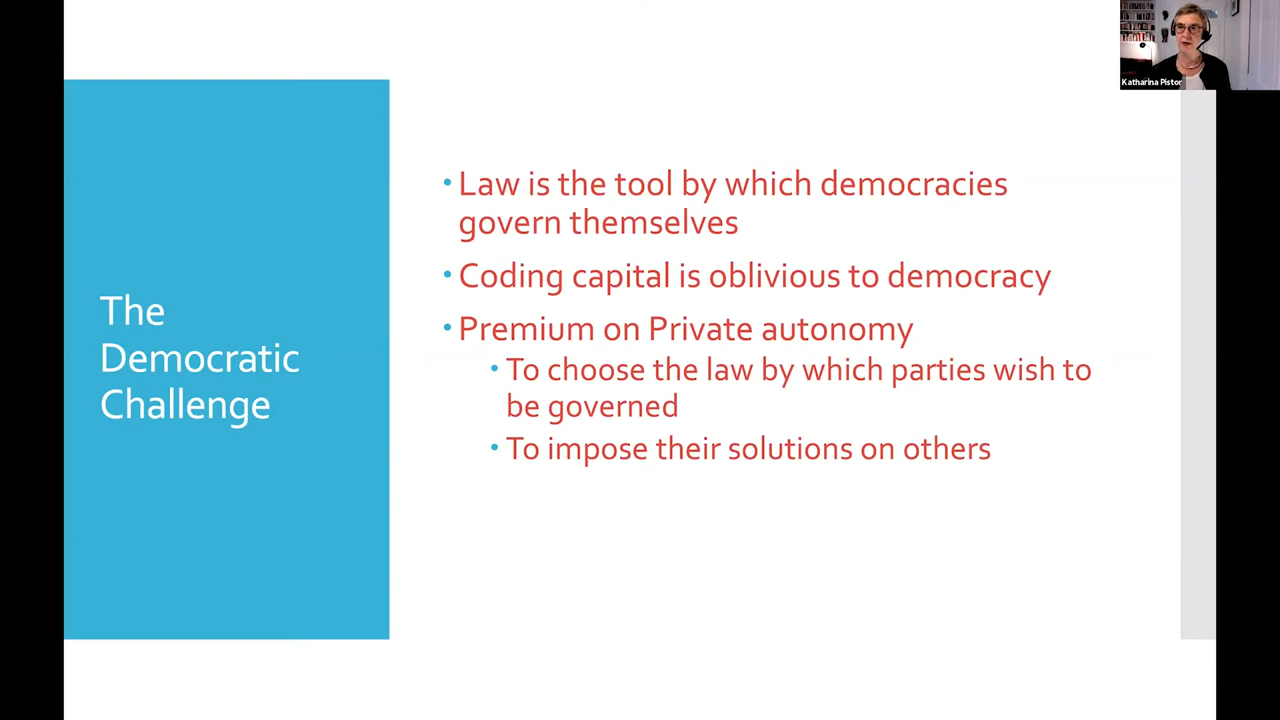 The
Democratic
Challenge
• Law is the tool by which democracies
govern themselves
• Coding capital is oblivious to democracy
• Premium on Private autonomy
• To choose the law by which parties wish to
be governed
• To impose their solutions on others
Katharina Pistor